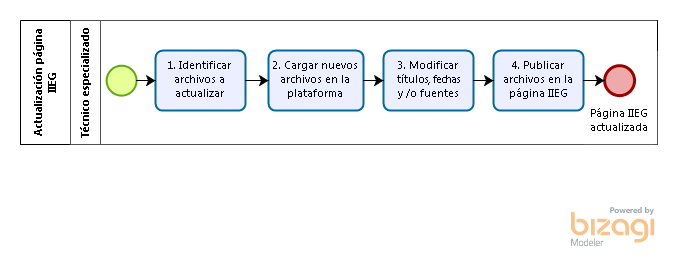 Actualización página
IIEG
Técnico especializado
1. Identificar
archivos a
actualizar
2. Cargar nuevos
archivos en la
plataforma
3. Modificar
títulos, fechas
y /o fuentes
4. Publicar
archivos en la
página IIEG
Página IIEG
actualizada
Powered by
bizagi
Modeler